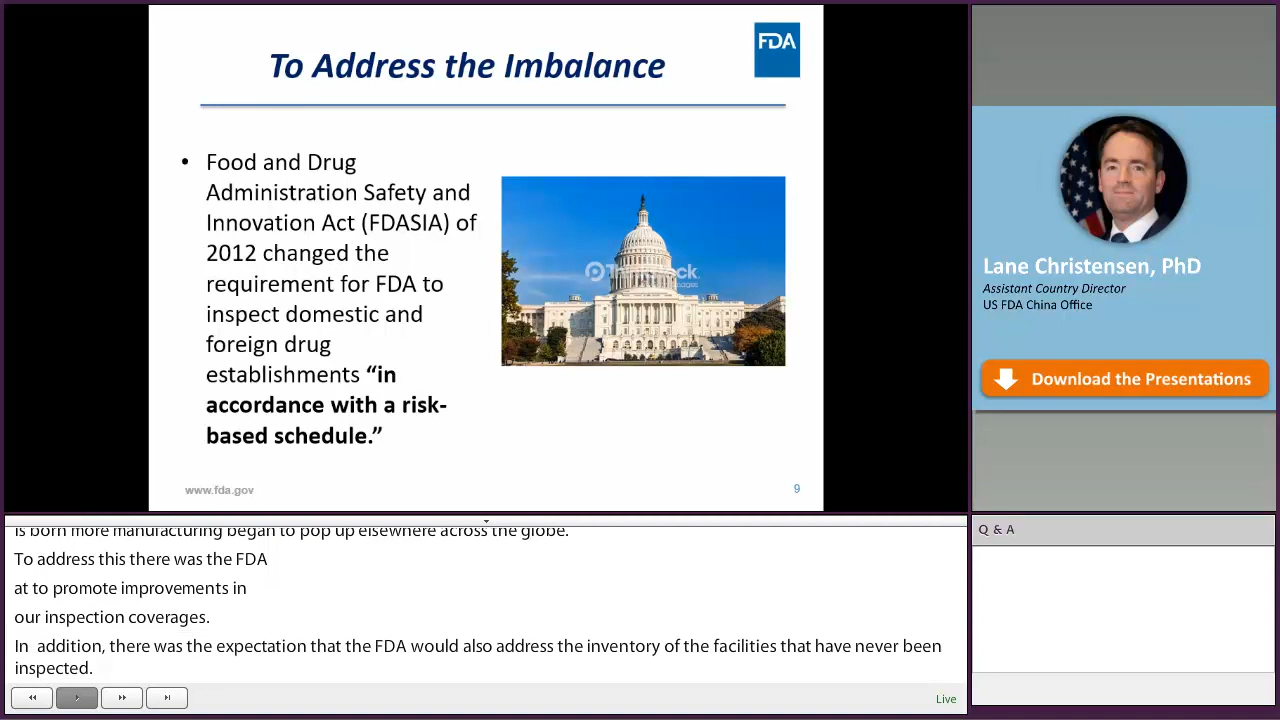 To Address the Imbalance
FDA
• Food and Drug
Administration Safety and
Innovation Act (FDASIA) of
2012 changed the
requirement for FDA to
inspect domestic and
foreign drug
establishments “in
accordance with a risk-
based schedule.”
www.fda.gov
9
Lane Christensen, PhD
Assistant Country Director
US FDA China Office
Download the Presentations
is born more manufacturing began to pop up elsewhere across the globe.
To address this there was the FDA
at to promote improvements in
our inspection coverages.
In addition, there was the expectation that the FDA would also address the inventory of the facilities that have never been
inspected.
Live
Q & A